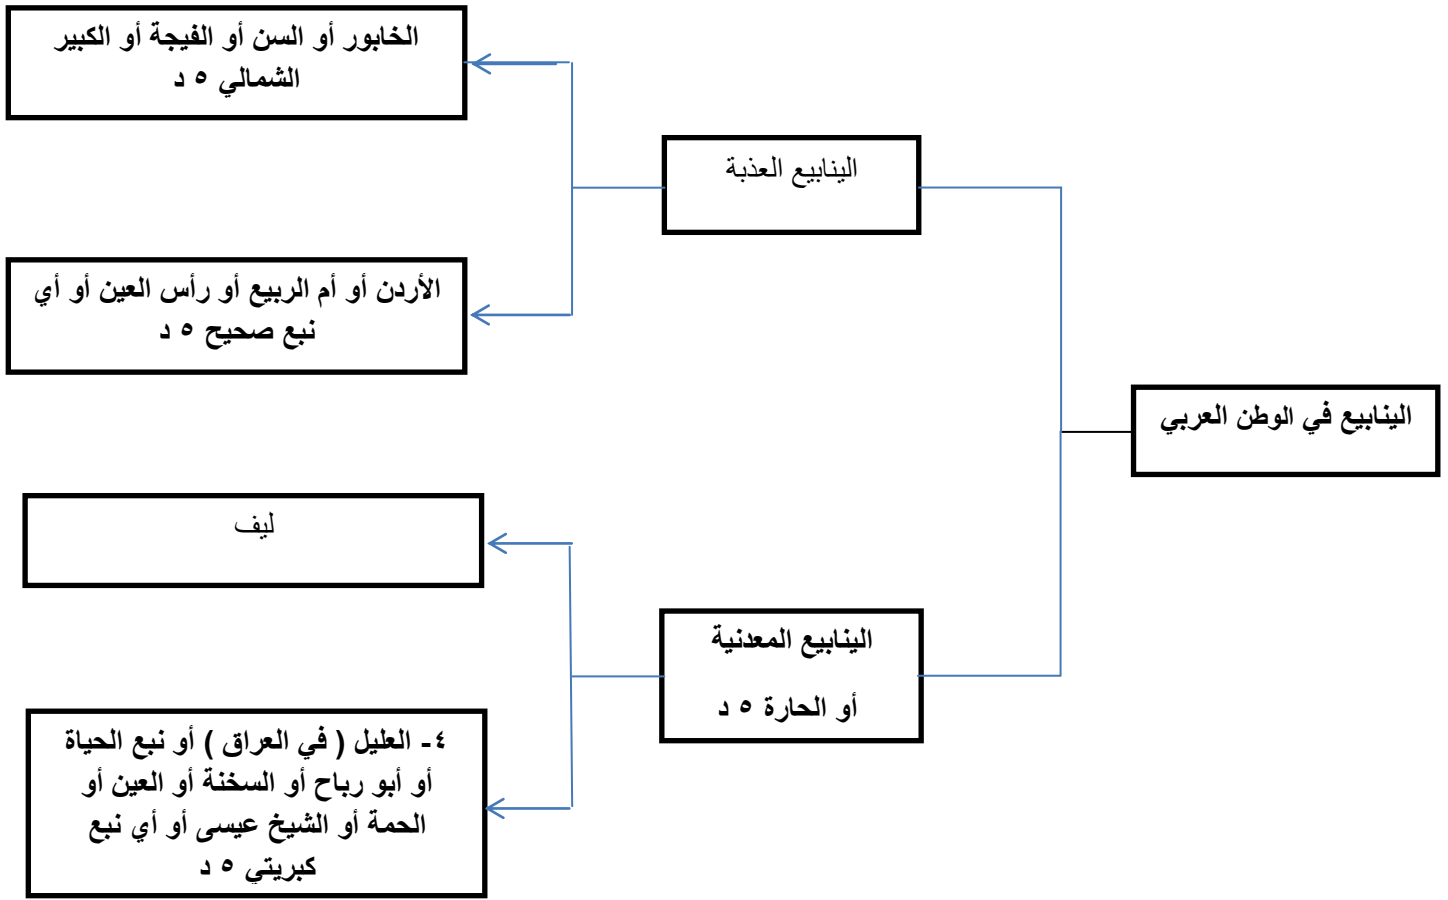 الخابور أو السن أو الفيجة أو الكبير
الشمالي ٥ د
الينابيع العذبة
الأردن أو أم الربيع أو رأس العين أو أي
نبع صحيح ٥ د
الينابيع في الوطن العربي
ليف
الينابيع المعدنية
أو الحارة ٥ د
٤- العليل ( في العراق ) أو نبع الحياة
أو أبو رباح أو السخنة أو العين أو
الحمة أو الشيخ عيسى أو أي نبع
كبريتي ٥ د